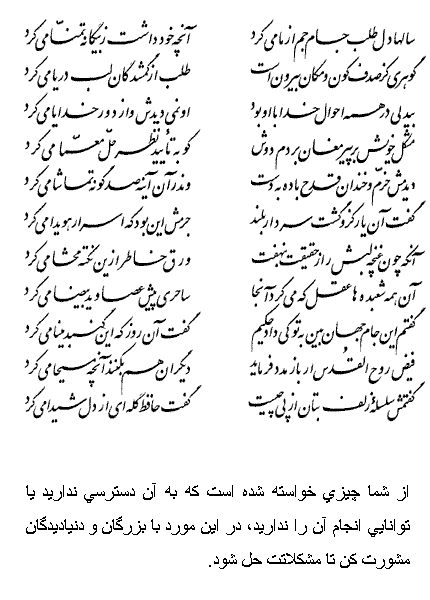 سالها دل طلب جام جم از ما می کرد آنچه خود داشت ز بیگانه تمنا می کرد
گوهری کز صدف کون و مکان بیرون است طلب از گمشدگان لب دریا می کرد
بیدلی در همه احوال خدا با او بود او نمی دیدش و از دور خدایا می کرد
مشکل خویش بر پیر مغان بردم دوش کو به تأیید نظر حل معما می کرد
دیدمش خرم و خندان قدح باده به دست و ندر آن آینه صد گونه تماشا می کرد
گفت آن یار کزو گشت سر دار بلند جرمش این بود که اسرار هویدا می کرد
آنکه چون غنچه لبش راز حقیقت بنهفت ورق خاطر ازین نکته محشا می کرد
آن همه شعبده ها عقل که می کرد آنجا ساحری پیش عصا و ید بیضا می کرد
گفتم این جام جهان بین به تو کی داد حکیم گفت آن روز که این گنبد مینا می کرد
فیض روح القدس ار باز مدد فرماید دیگران هم بکنند آنچه مسیحا می کرد
گفتمش سلسله زلف بتان از پی چیست گفت حافظ گله ای از دل شیدا می کرد
از شما چيزي خواسته شده است كه به آن دسترسي نداريد يا
توانايي انجام آن را نداريد، در اين مورد با بزرگان و دنياديدگان
مشورت كن تا مشكلاتت حل شود.